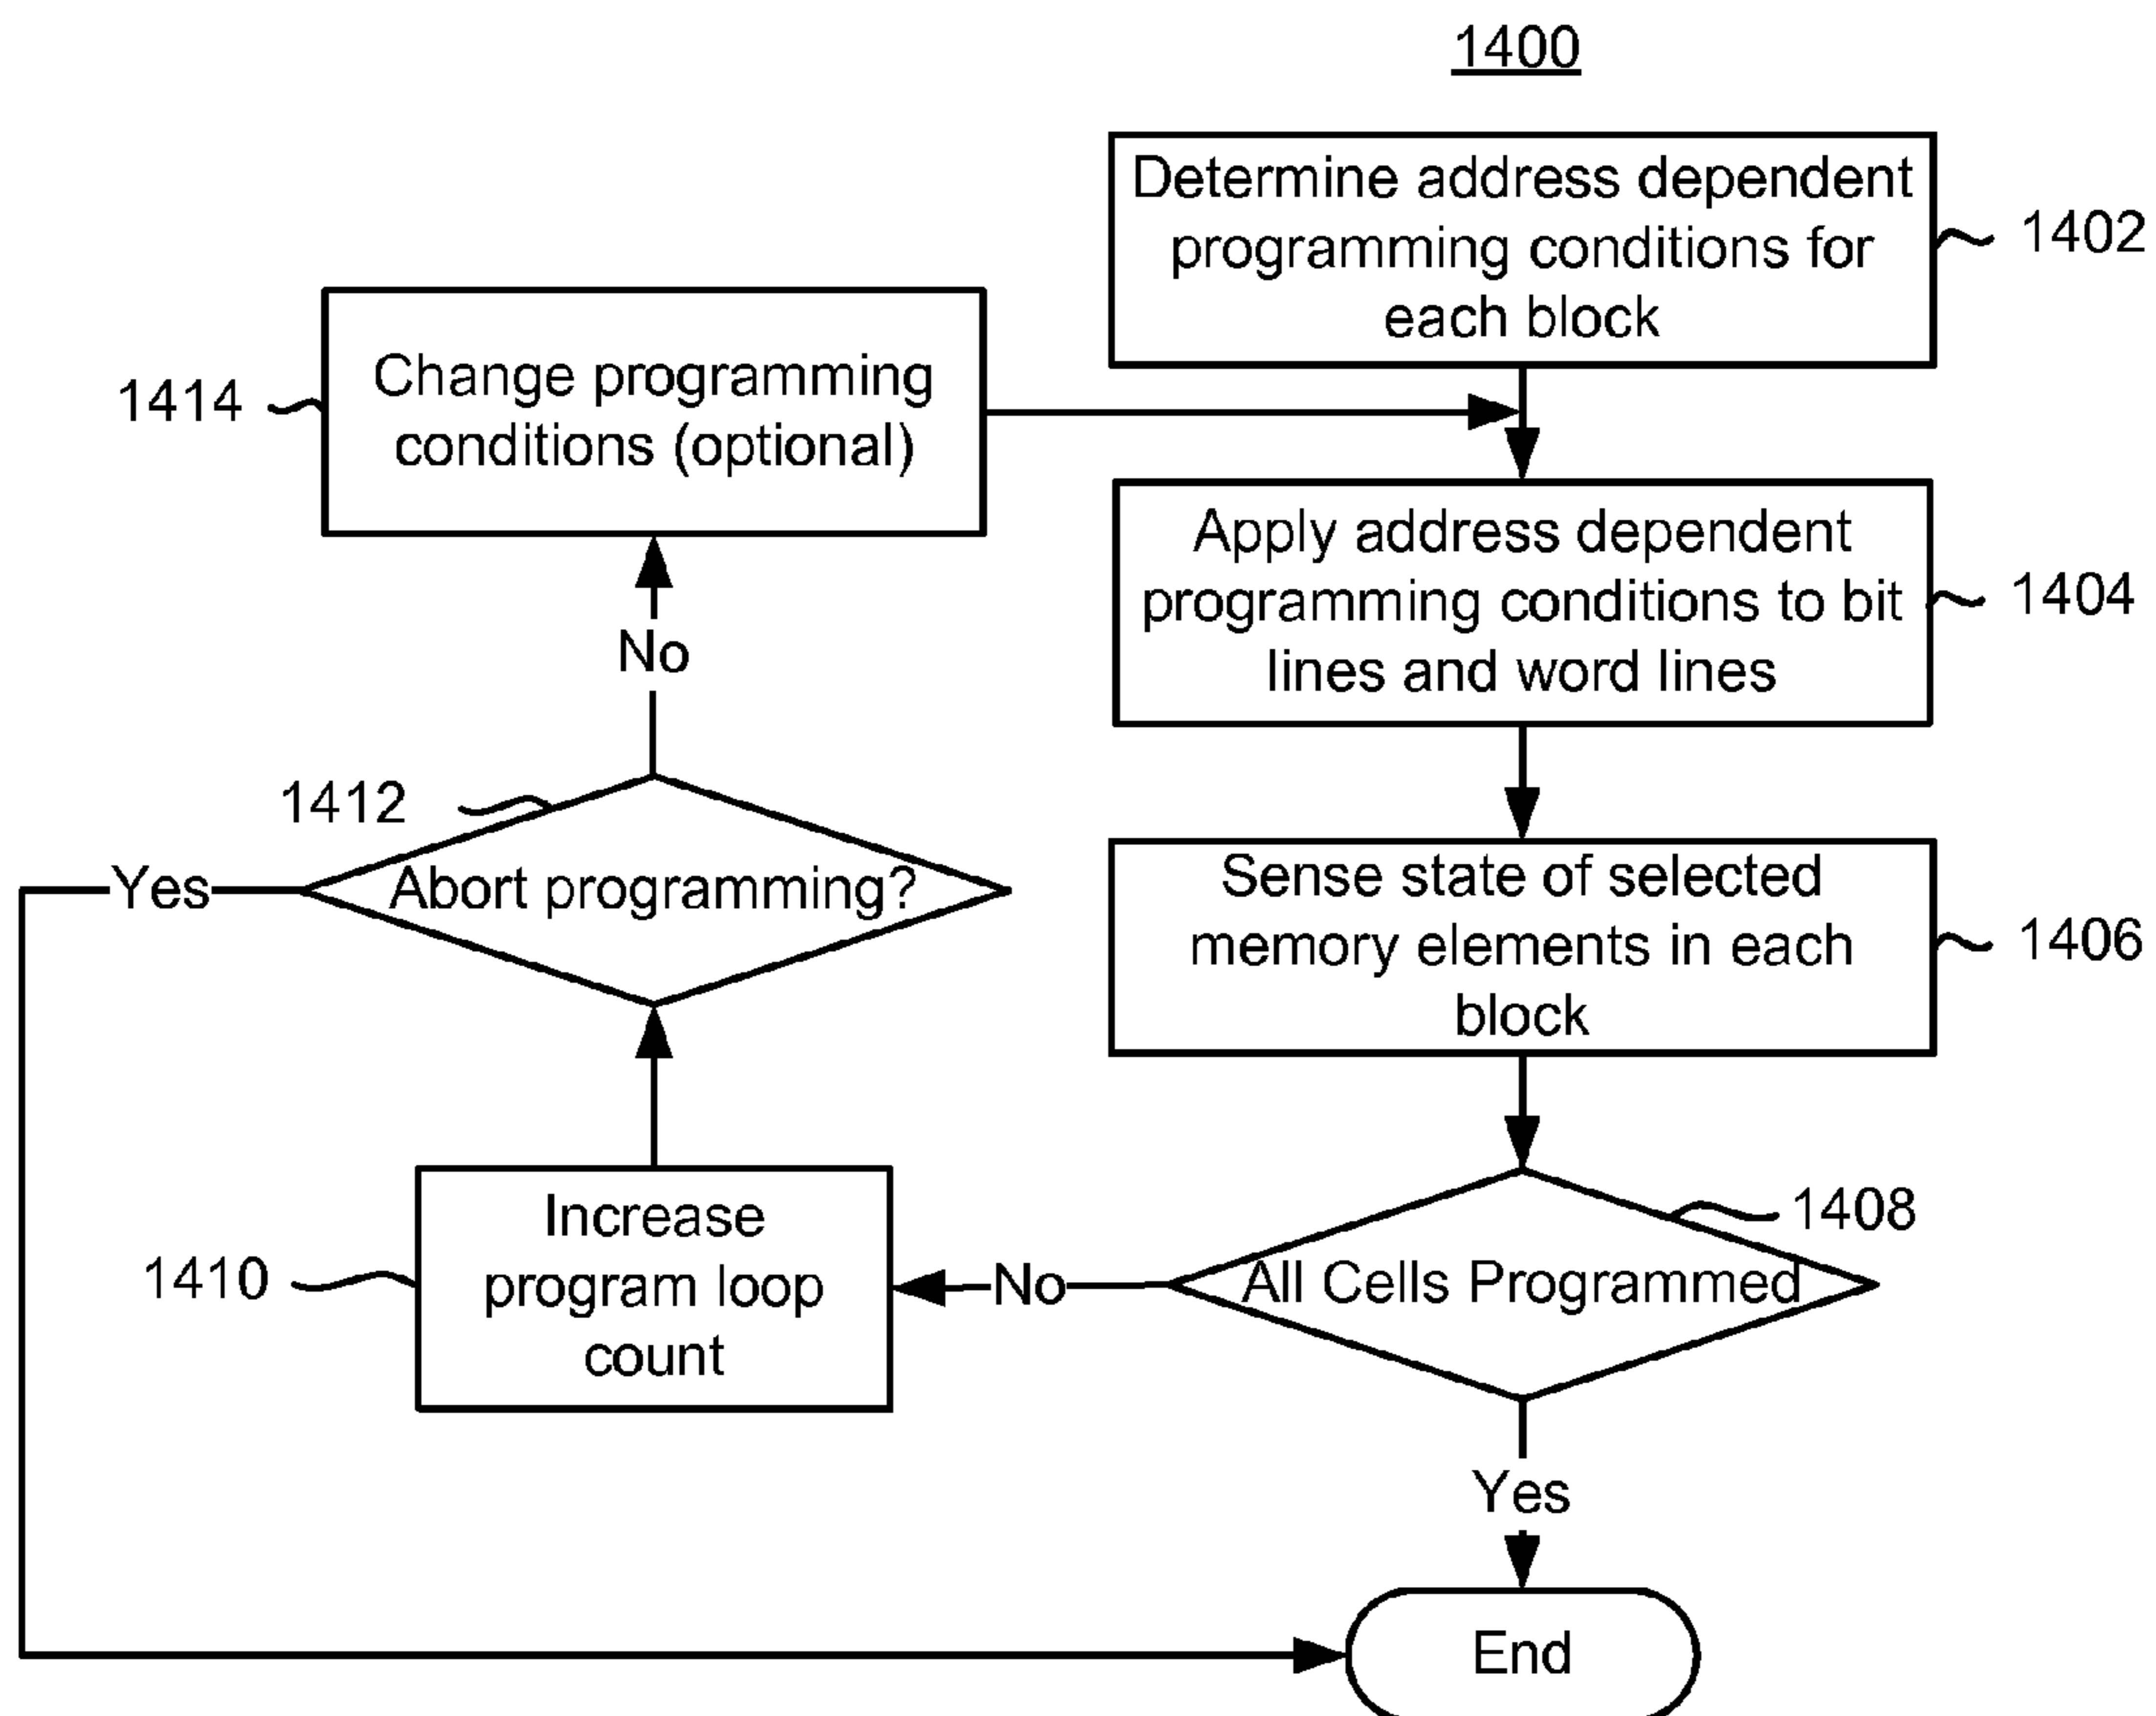 1400
Determine address dependent
programming conditions for
each block
1402
Change programming
conditions (optional)
1414
Apply address dependent
programming conditions to bit
lines and word lines
1404
No
1412
Abort programming?
Yes
Sense state of selected
memory elements in each
block
1406
1408
All Cells Programmed
No
Increase
program loop
count
1410
Yes
End